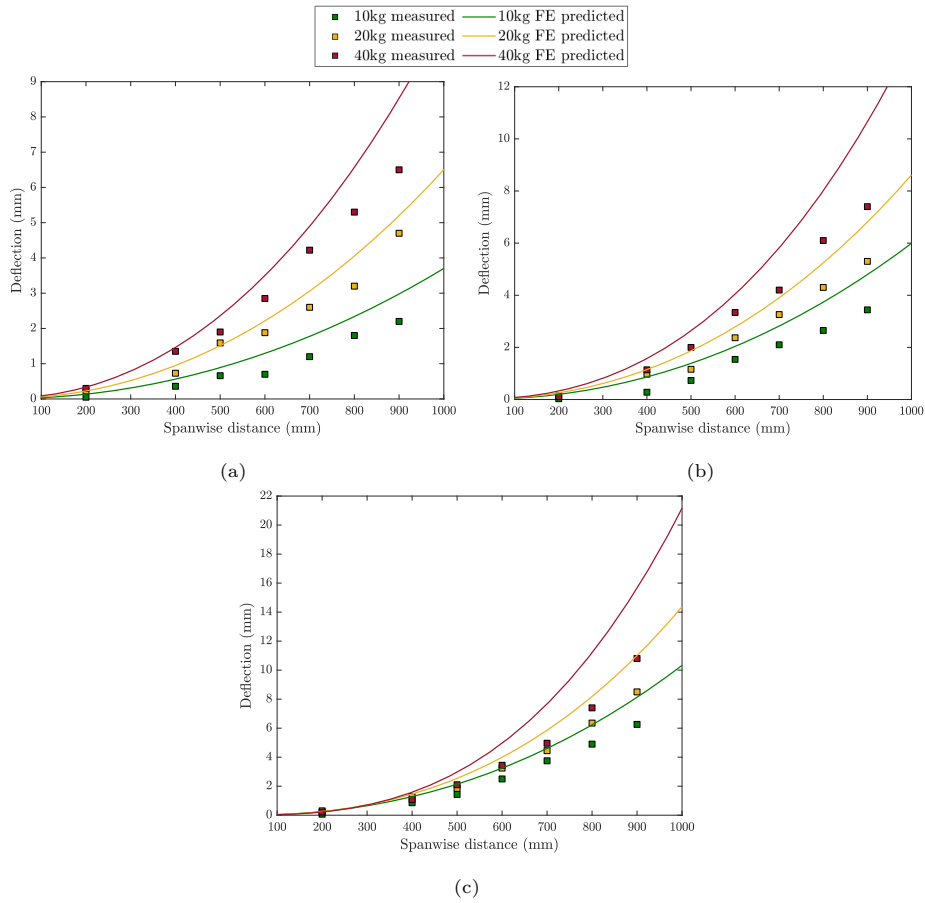 10kg measured 10kg FE predicted
20kg measured 20kg FE predicted
40kg measured 40kg FE predicted
9
8
7
6
5
4
3
2
1
0
Deflection (mm)
100 200 300 400 500 600 700 800 900 1000
Spanwise distance (mm)
(a)
12
10
8
6
4
2
0
Deflection (mm)
100 200 300 400 500 600 700 800 900 1000
Spanwise distance (mm)
(b)
22
20
18
16
14
12
10
8
6
4
2
0
Deflection (mm)
100 200 300 400 500 600 700 800 900 1000
Spanwise distance (mm)
(c)